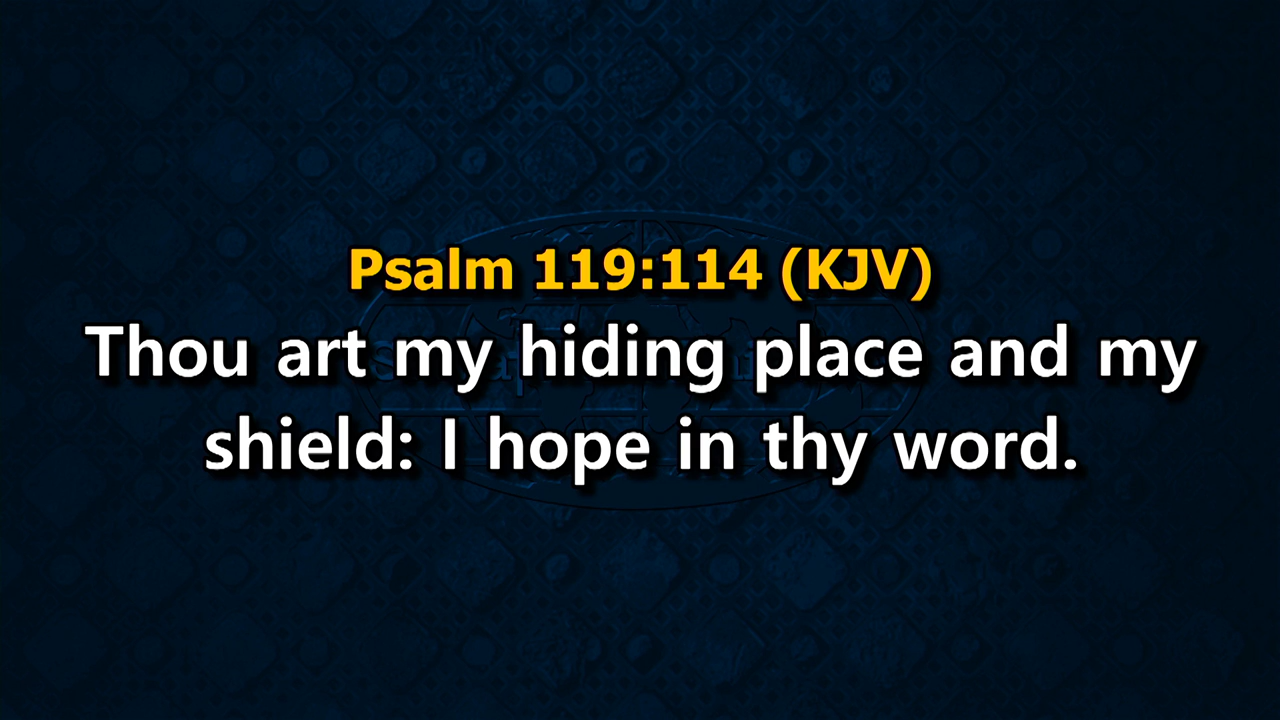 Psalm 119:114 (KJV)
Thou art my hiding place and my
shield: I hope in thy word.